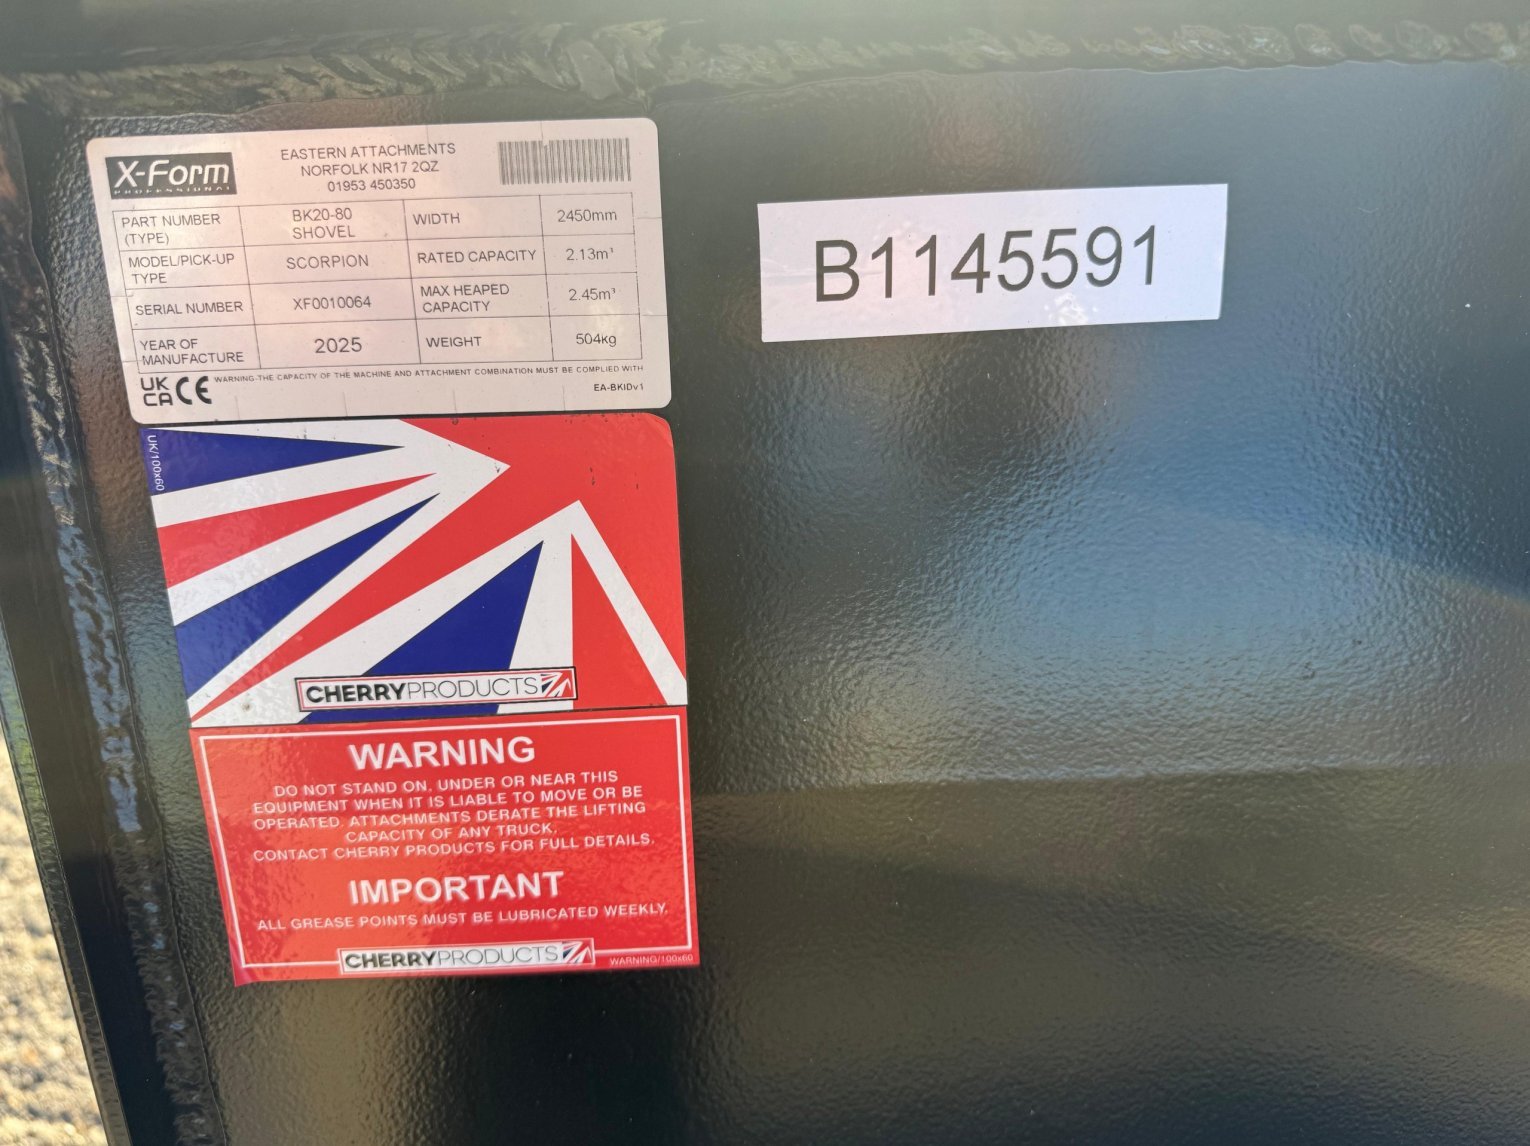 X-Form
PROFESSIONAL
EASTERN ATTACHMENTS
NORFOLK NR17 2QZ
01953 450350
PART NUMBER
(TYPE)
BK20-80
SHOVEL
WIDTH
2450mm
MODEL/PICK-UP
TYPE
SCORPION
RATED CAPACITY
2.13m³
SERIAL NUMBER
XF0010064
MAX HEAPED
CAPACITY
2.45m³
YEAR OF
MANUFACTURE
2025
WEIGHT
504kg
UK
CA CE
WARNING-THE CAPACITY OF THE MACHINE AND ATTACHMENT COMBINATION MUST BE COMPLIED WITH
EA-BKIDv1
B1145591
UK/100x60
CHERRYPRODUCTS
WARNING
DO NOT STAND ON, UNDER OR NEAR THIS
EQUIPMENT WHEN IT IS LIABLE TO MOVE OR BE
OPERATED. ATTACHMENTS DERATE THE LIFTING
CAPACITY OF ANY TRUCK.
CONTACT CHERRY PRODUCTS FOR FULL DETAILS.
IMPORTANT
ALL GREASE POINTS MUST BE LUBRICATED WEEKLY.
CHERRYPRODUCTS
WARNING/100x60